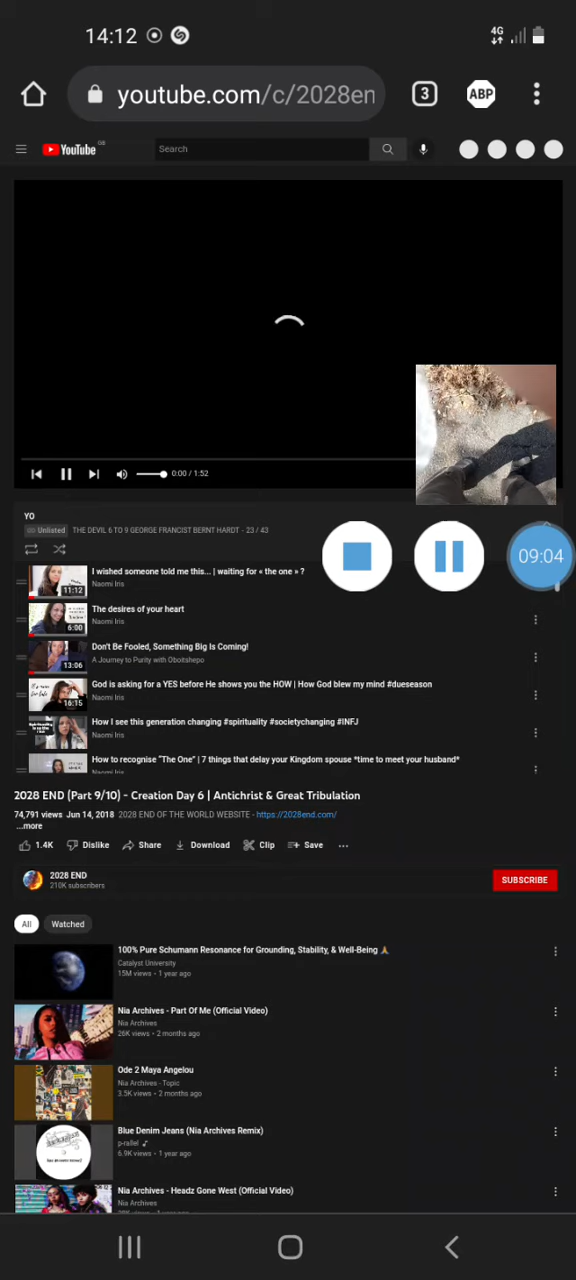 14:12
4G
youtube.com/c/2028en
3
ABP
YouTube GB
Search
0:00 / 1:52
YO
Unlisted
THE DEVIL 6 TO 9 GEORGE FRANCIST BERNT HARDT - 23 / 43
09:04
I wished someone told me this... | waiting for « the one » ?
Naomi Iris
11:12
The desires of your heart
Naomi Iris
6:00
Don't Be Fooled, Something Big Is Coming!
A Journey to Purity with Oboitshepo
13:06
God is asking for a YES before He shows you the HOW | How God blew my mind #dueseason
Naomi Iris
16:15
How I see this generation changing #spirituality #societychanging #INFJ
Naomi Iris
How to recognise "The One" | 7 things that delay your Kingdom spouse *time to meet your husband*
Naomi Iris
2028 END (Part 9/10) - Creation Day 6 | Antichrist & Great Tribulation
74,791 views Jun 14, 2018 2028 END OF THE WORLD WEBSITE - https://2028end.com/
...more
1.4K Dislike Share Download Clip Save
2028 END
210K subscribers
SUBSCRIBE
All Watched
100% Pure Schumann Resonance for Grounding, Stability, & Well-Being 🙏
Catalyst University
15M views • 1 year ago
Nia Archives - Part Of Me (Official Video)
Nia Archives
26K views • 2 months ago
Ode 2 Maya Angelou
Nia Archives - Topic
3.5K views • 2 months ago
Blue Denim Jeans (Nia Archives Remix)
p-rallel ♪
6.9K views • 1 year ago
Nia Archives - Headz Gone West (Official Video)
Nia Archives